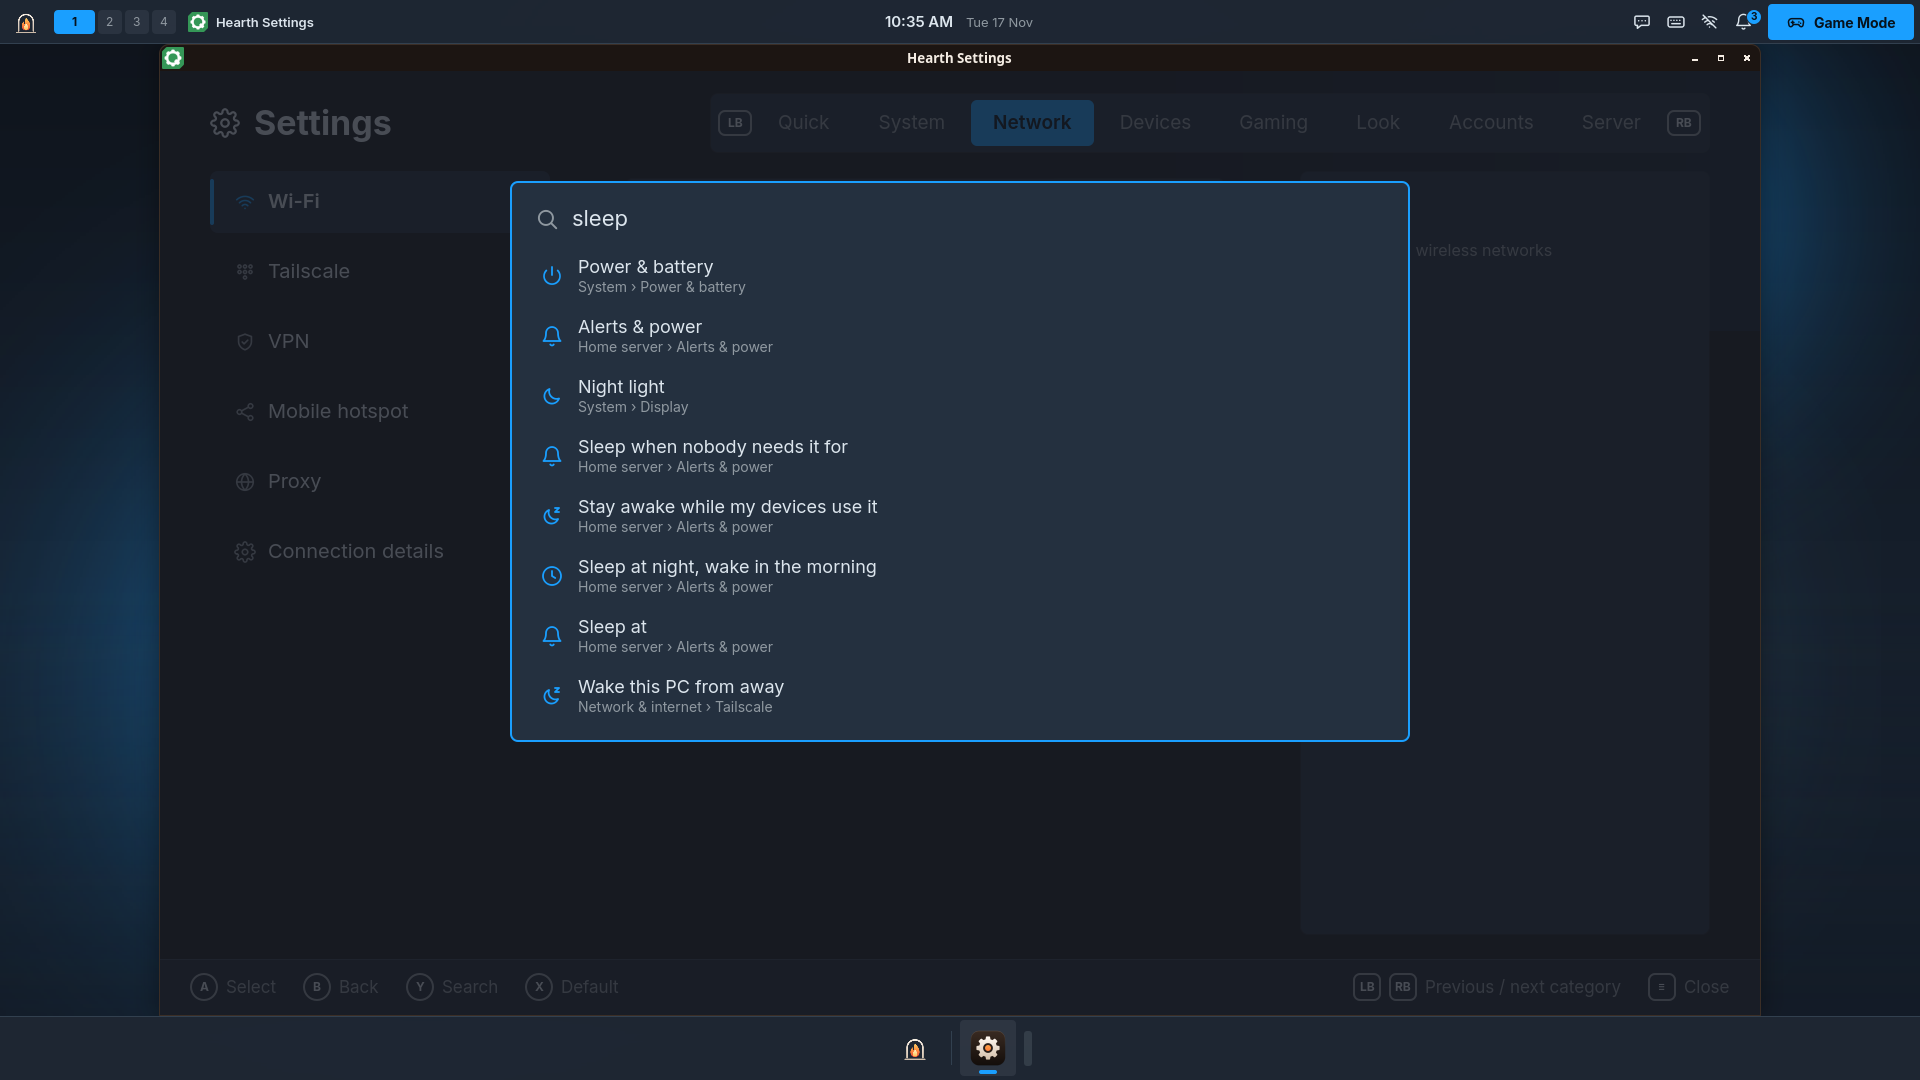 1 2 3 4 Hearth Settings 10:35 AM Tue 17 Nov 3 Game Mode
Hearth Settings
Settings LB Quick System Network Devices Gaming Look Accounts Server RB
Wi-Fi
Tailscale
VPN
Mobile hotspot
Proxy
Connection details
wireless networks
sleep
Power & battery
System › Power & battery
Alerts & power
Home server › Alerts & power
Night light
System › Display
Sleep when nobody needs it for
Home server › Alerts & power
Stay awake while my devices use it
Home server › Alerts & power
Sleep at night, wake in the morning
Home server › Alerts & power
Sleep at
Home server › Alerts & power
Wake this PC from away
Network & internet › Tailscale
A Select B Back Y Search X Default LB RB Previous / next category Close